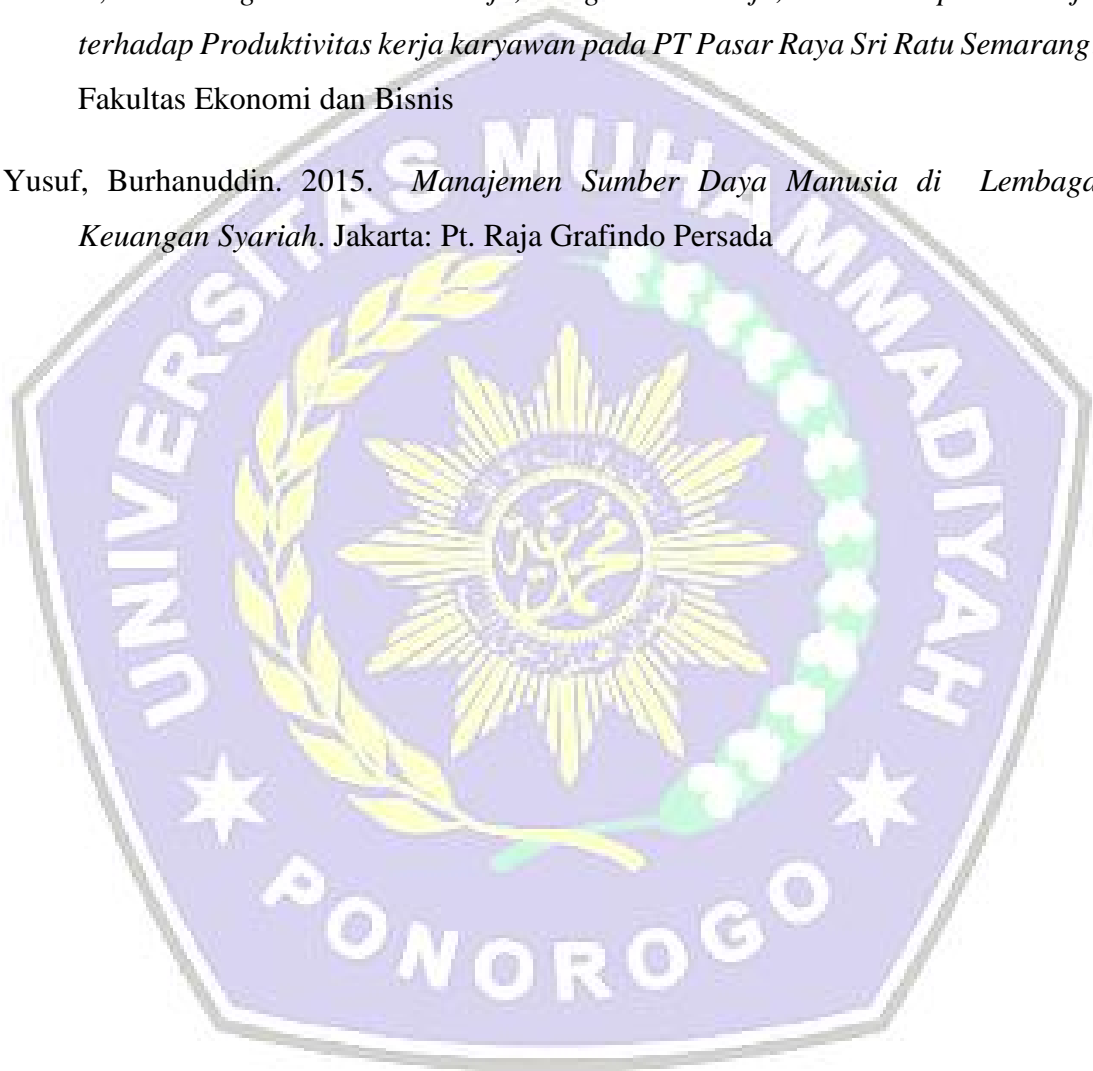 terhadap Produktivitas kerja karyawan pada PT Pasar Raya Sri Ratu Semarang
Fakultas Ekonomi dan Bisnis
Yusuf, Burhanuddin. 2015. Manajemen Sumber Daya Manusia di Lembaga
Keuangan Syariah. Jakarta: Pt. Raja Grafindo Persada
UNIVERSITAS MUHAMMADIYAH
PONOROGO